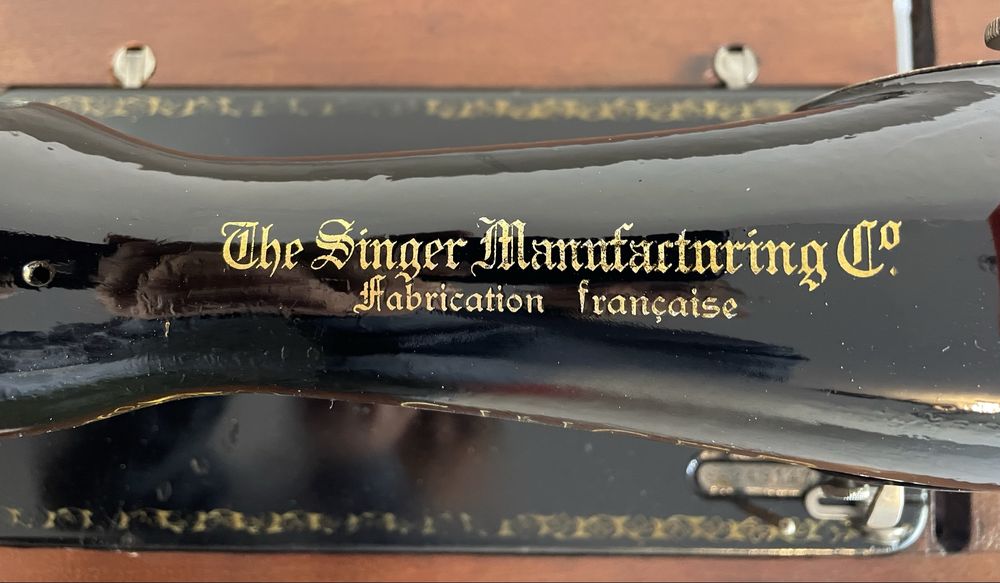 The Singer Manufacturing Co.
Fabrication française